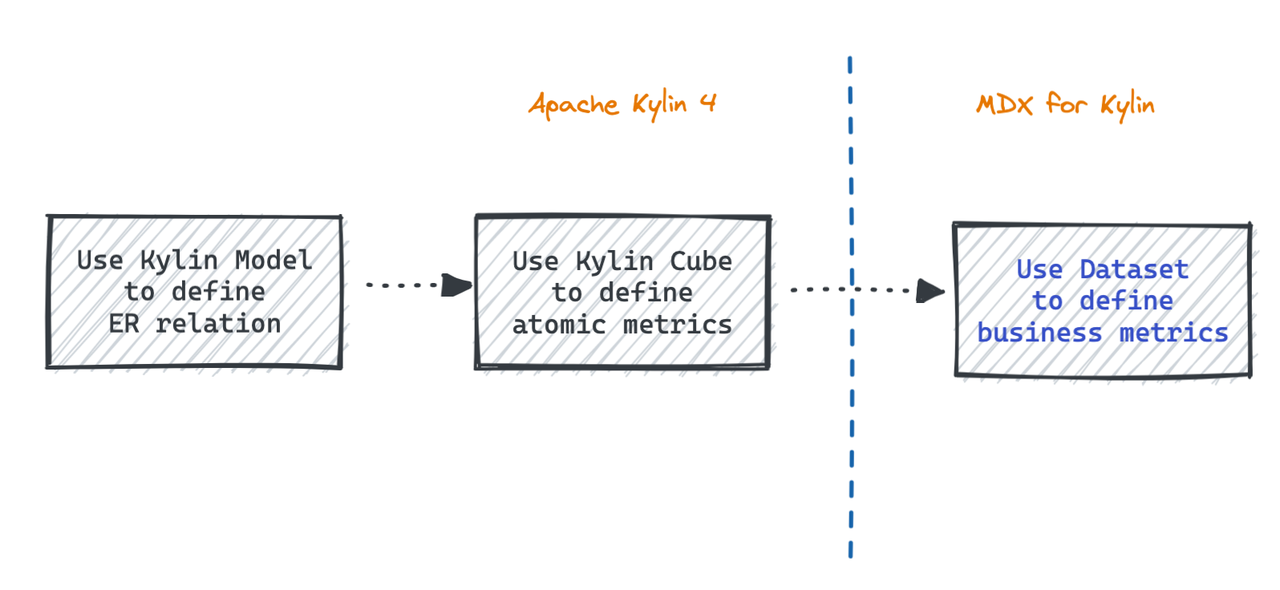 Apache Kylin 4
MDX for Kylin
Use Kylin Model
to define
ER relation
Use Kylin Cube
to define
atomic metrics
Use Dataset
to define
business metrics